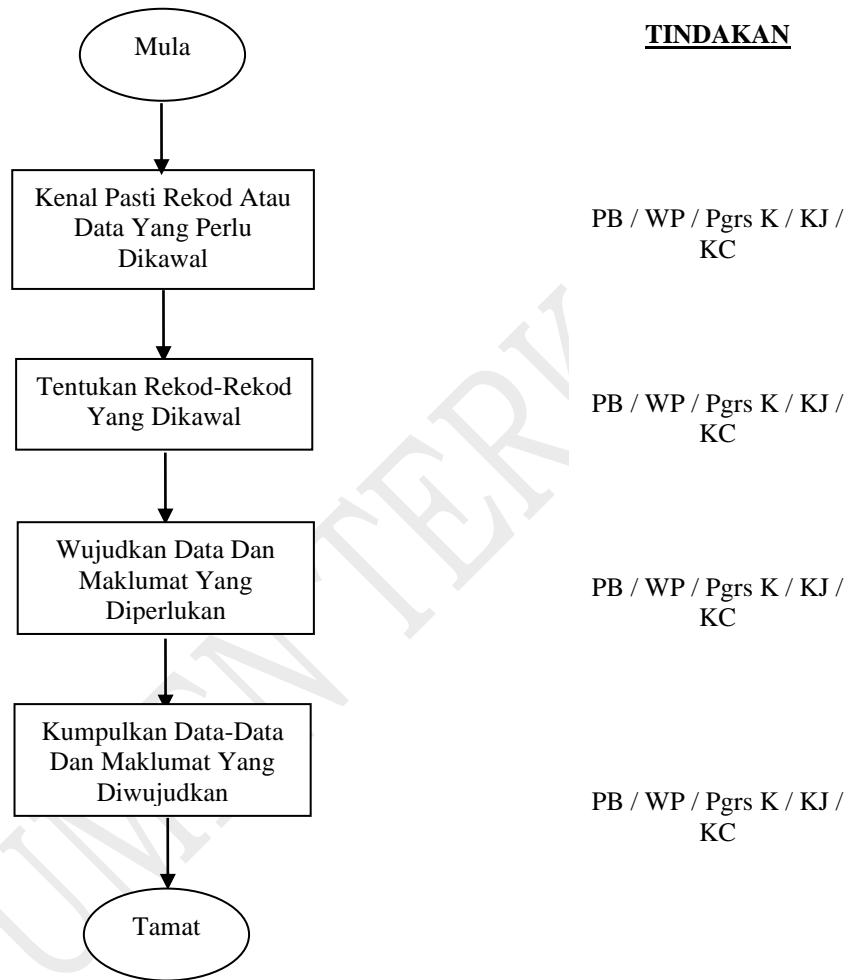 Mula
TINDAKAN
Kenal Pasti Rekod Atau
Data Yang Perlu
Dikawal
PB / WP / Pgrs K / KJ /
KC
Tentukan Rekod-Rekod
Yang Dikawal
PB / WP / Pgrs K / KJ /
KC
Wujudkan Data Dan
Maklumat Yang
Diperlukan
PB / WP / Pgrs K / KJ /
KC
Kumpulkan Data-Data
Dan Maklumat Yang
Diwujudkan
PB / WP / Pgrs K / KJ /
KC
Tamat